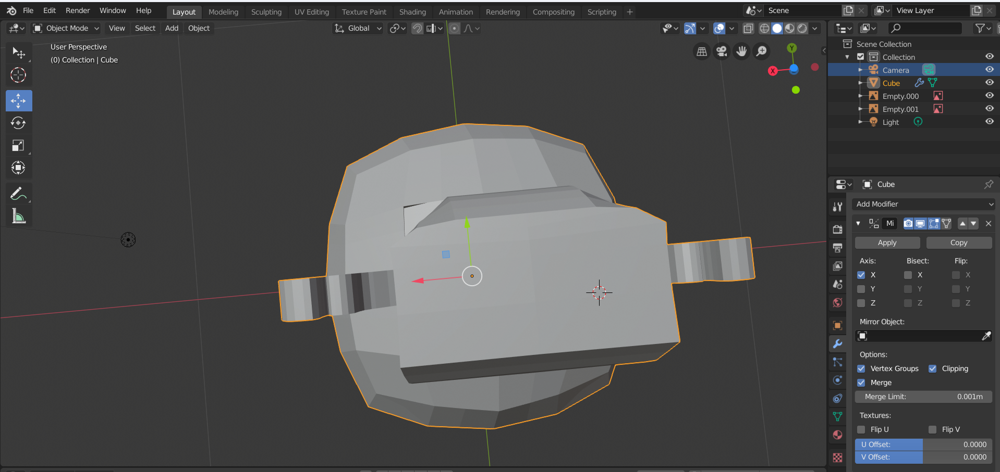 File Edit Render Window Help Layout Modeling Sculpting UV Editing Texture Paint Shading Animation Rendering Compositing Scripting + Scene View Layer
Object Mode View Select Add Object Global
User Perspective
(0) Collection | Cube
Y
X
Scene Collection
Collection
Camera
Cube
Empty.000
Empty.001
Light
Cube
Add Modifier
Mi
Apply Copy
Axis: Bisect: Flip:
X X X
Y Y Y
Z Z Z
Mirror Object:
Options:
Vertex Groups Clipping
Merge
Merge Limit: 0.001m
Textures:
Flip U Flip V
U Offset: 0.0000
V Offset: 0.0000